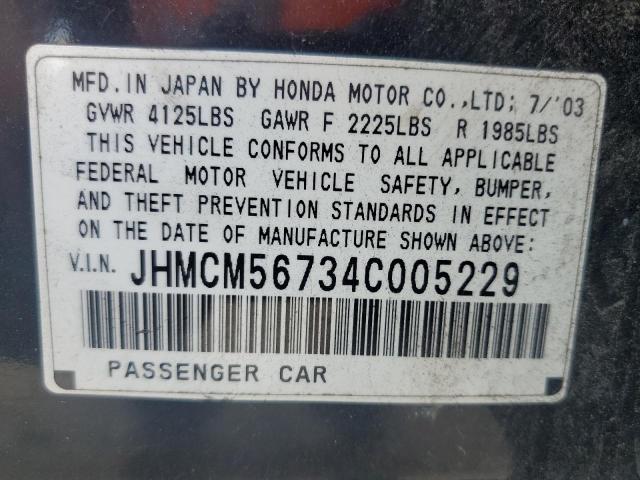 MFD. IN JAPAN BY HONDA MOTOR CO.,LTD; 7/'03
GVWR 4125LBS GAWR F 2225LBS R 1985LBS
THIS VEHICLE CONFORMS TO ALL APPLICABLE
FEDERAL MOTOR VEHICLE SAFETY, BUMPER,
AND THEFT PREVENTION STANDARDS IN EFFECT
ON THE DATE OF MANUFACTURE SHOWN ABOVE:
V.I.N. JHMCM56734C005229
PASSENGER CAR